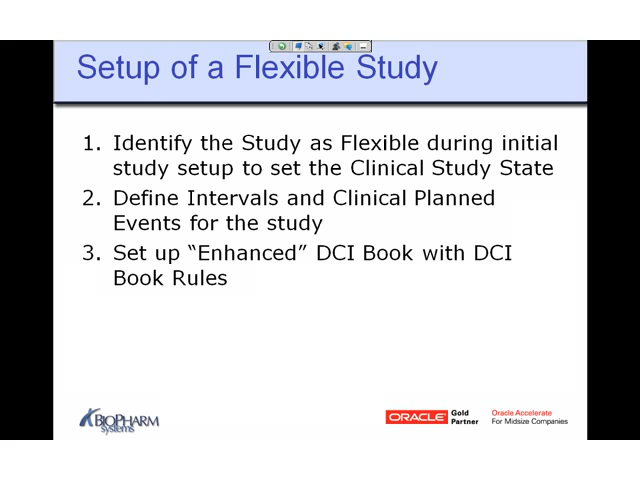 Setup of a Flexible Study
1. Identify the Study as Flexible during initial
study setup to set the Clinical Study State
2. Define Intervals and Clinical Planned
Events for the study
3. Set up “Enhanced” DCI Book with DCI
Book Rules
BIOPHARM
systems
ORACLE
Gold
Partner
Oracle Accelerate
For Midsize Companies